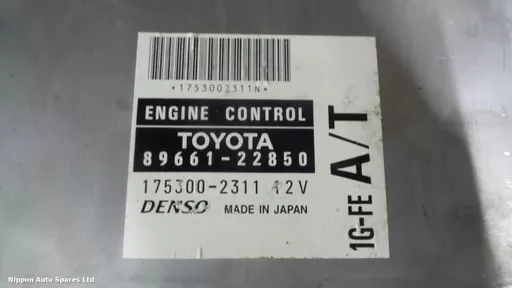 *1753002311N*
ENGINE CONTROL
TOYOTA
89661-22850
175300-2311 12V
DENSO MADE IN JAPAN
1G-FE A/T
Nippon Auto Spares Ltd